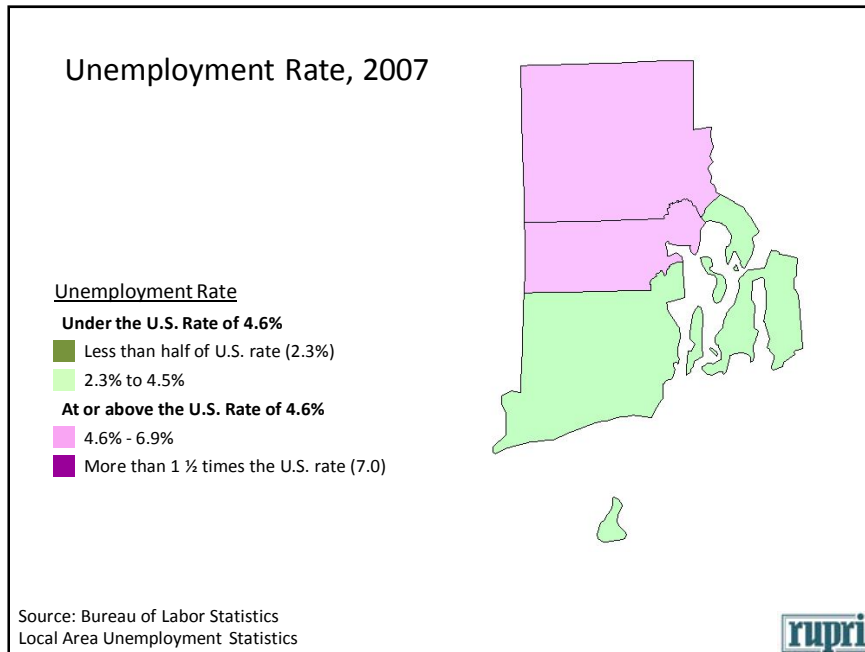 Unemployment Rate, 2007
Unemployment Rate
Under the U.S. Rate of 4.6%
Less than half of U.S. rate (2.3%)
2.3% to 4.5%
At or above the U.S. Rate of 4.6%
4.6% - 6.9%
More than 1 ½ times the U.S. rate (7.0)
Source: Bureau of Labor Statistics
Local Area Unemployment Statistics
rupri